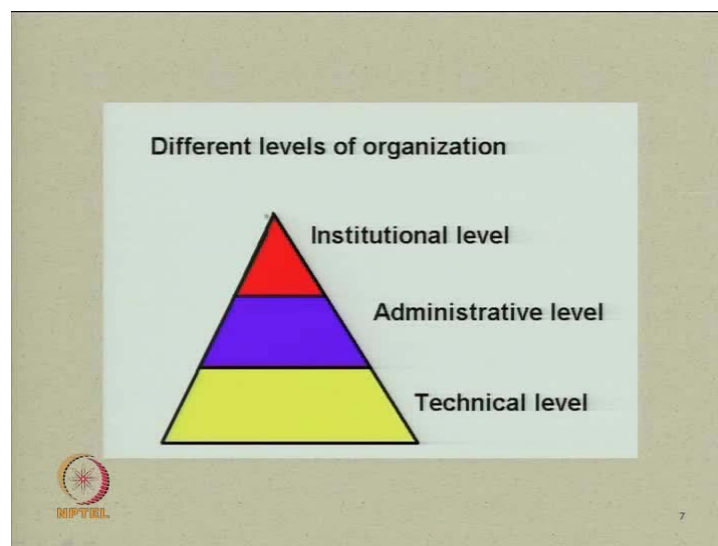 Different levels of organization
Institutional level
Administrative level
Technical level
NPTEL
7